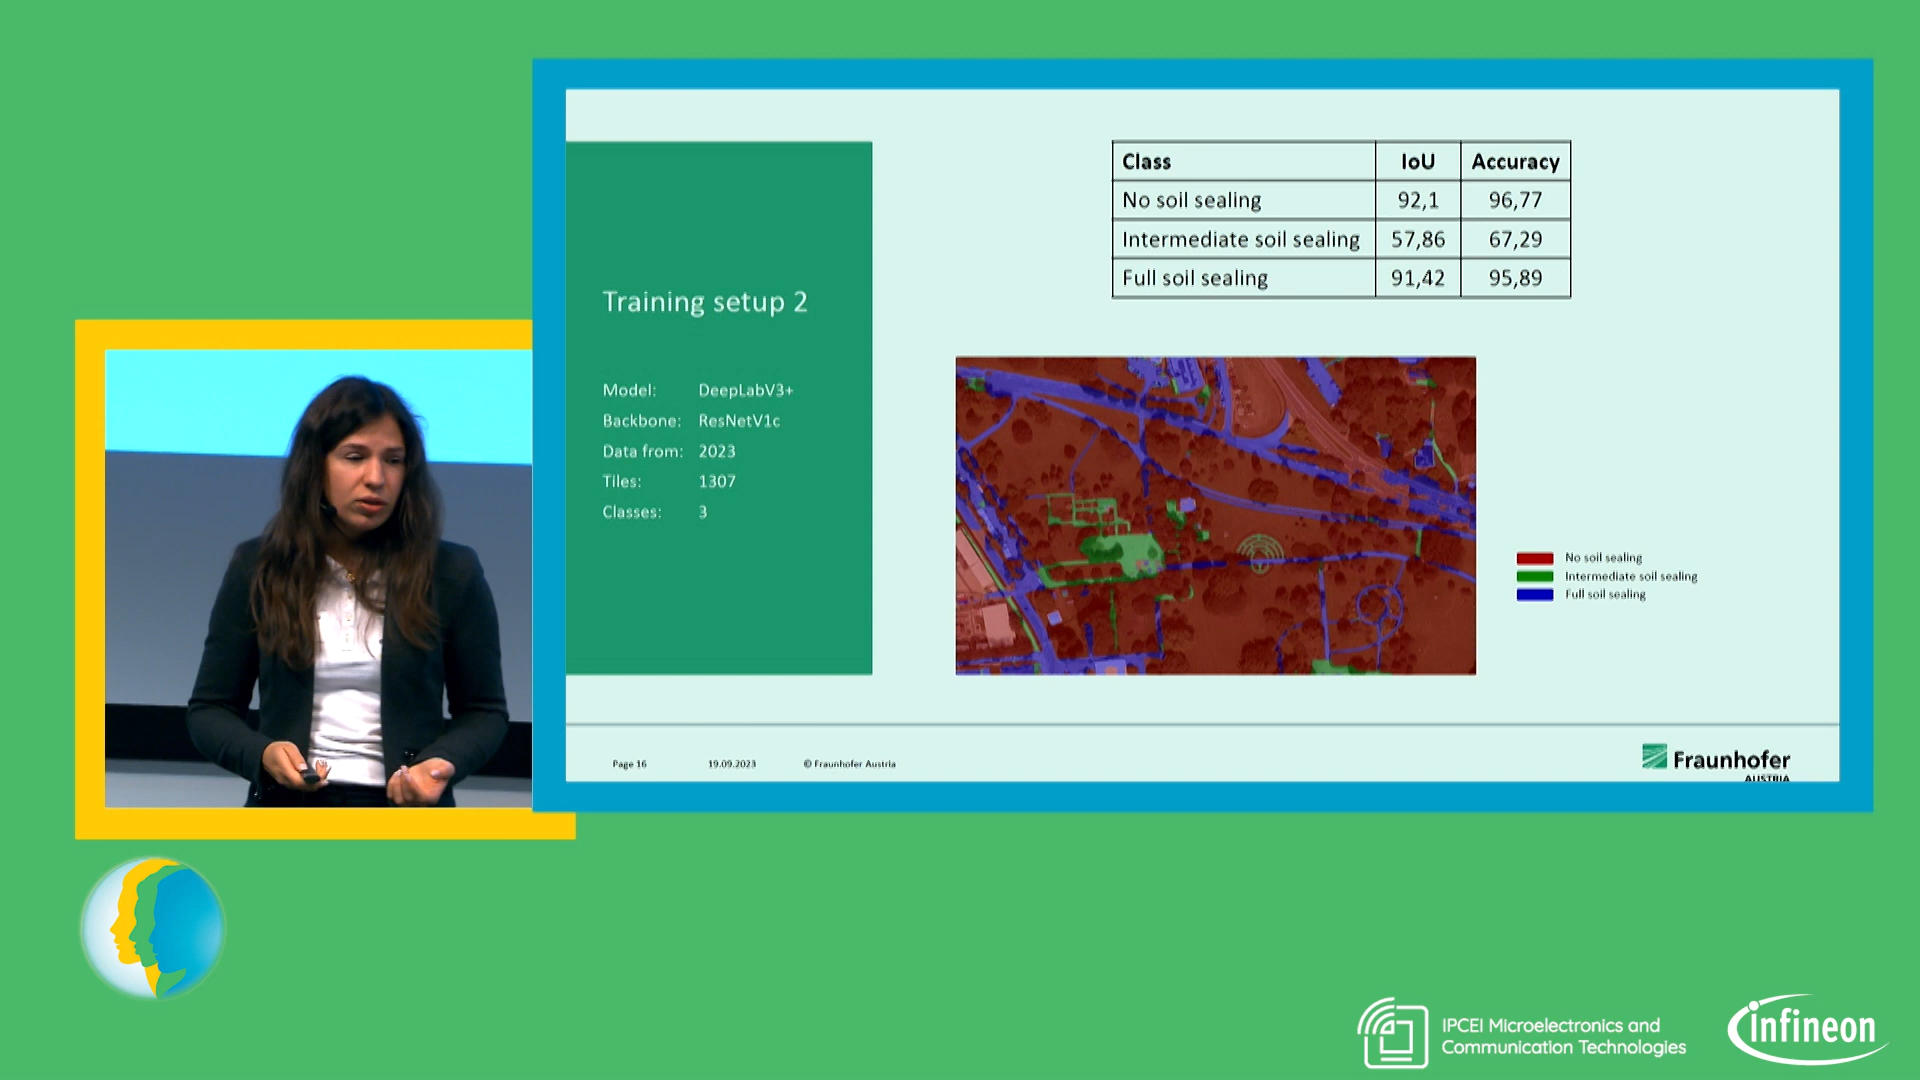 Training setup 2
Model: DeepLabV3+
Backbone: ResNetV1c
Data from: 2023
Tiles: 1307
Classes: 3
Class IoU Accuracy
No soil sealing 92,1 96,77
Intermediate soil sealing 57,86 67,29
Full soil sealing 91,42 95,89
No soil sealing
Intermediate soil sealing
Full soil sealing
Page 16 19.09.2023 © Fraunhofer Austria
Fraunhofer
AUSTRIA
IPCEI Microelectronics and
Communication Technologies
infineon